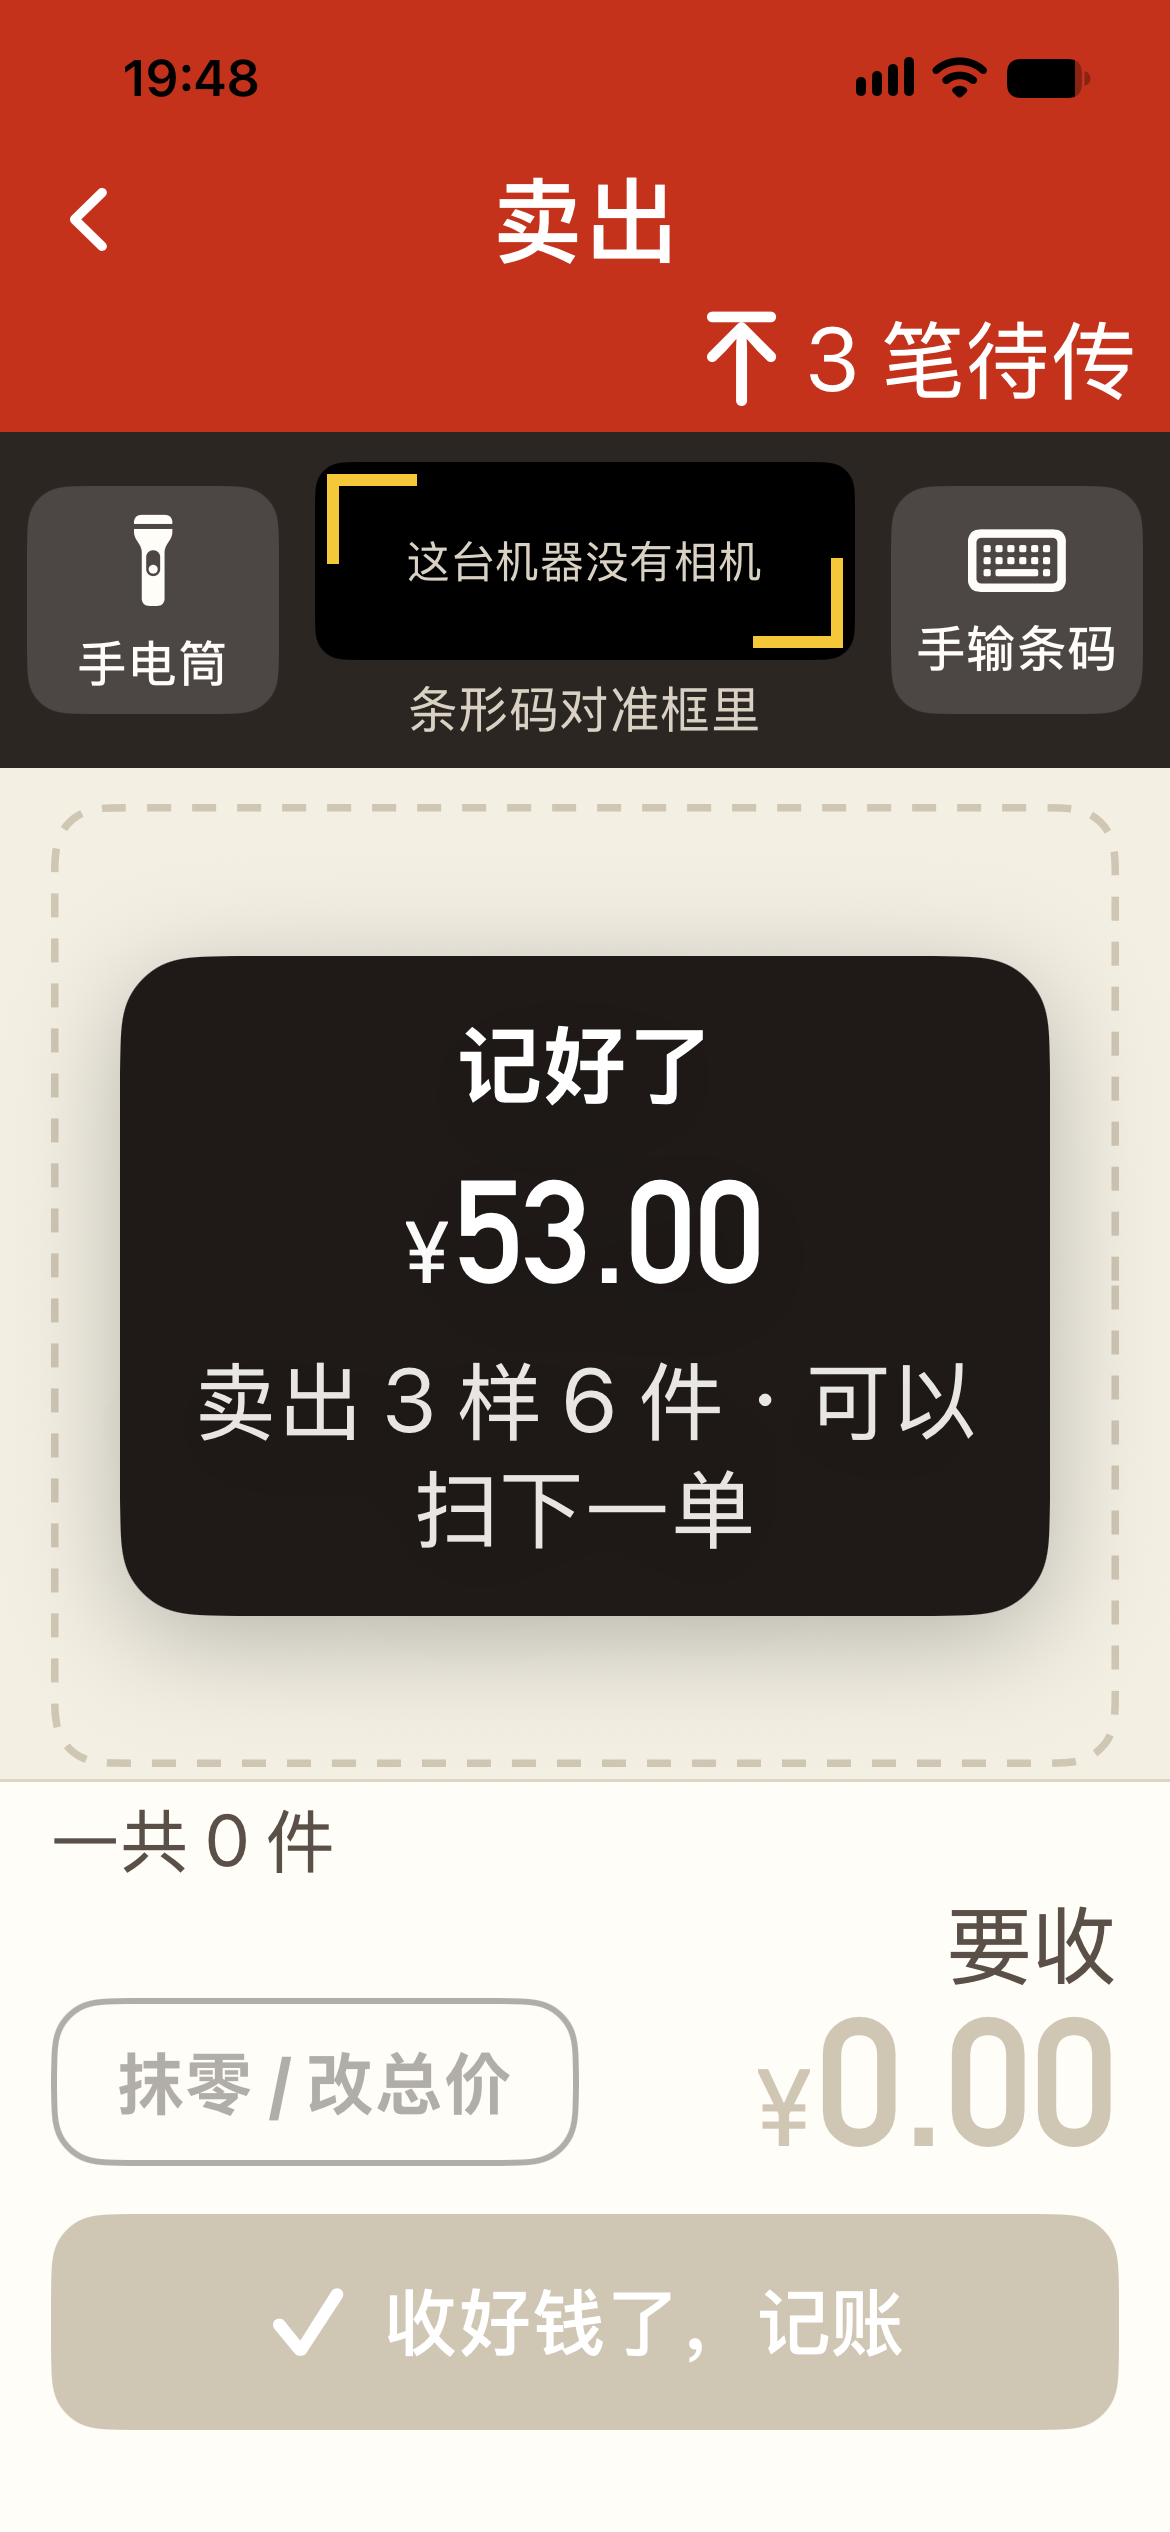 19:48
卖出
3 笔待传
这台机器没有相机
手电筒
手输条码
条形码对准框里
记好了
¥53.00
卖出 3 样 6 件 · 可以
扫下一单
一共 0 件
要收
抹零 / 改总价
¥0.00
收好钱了，记账